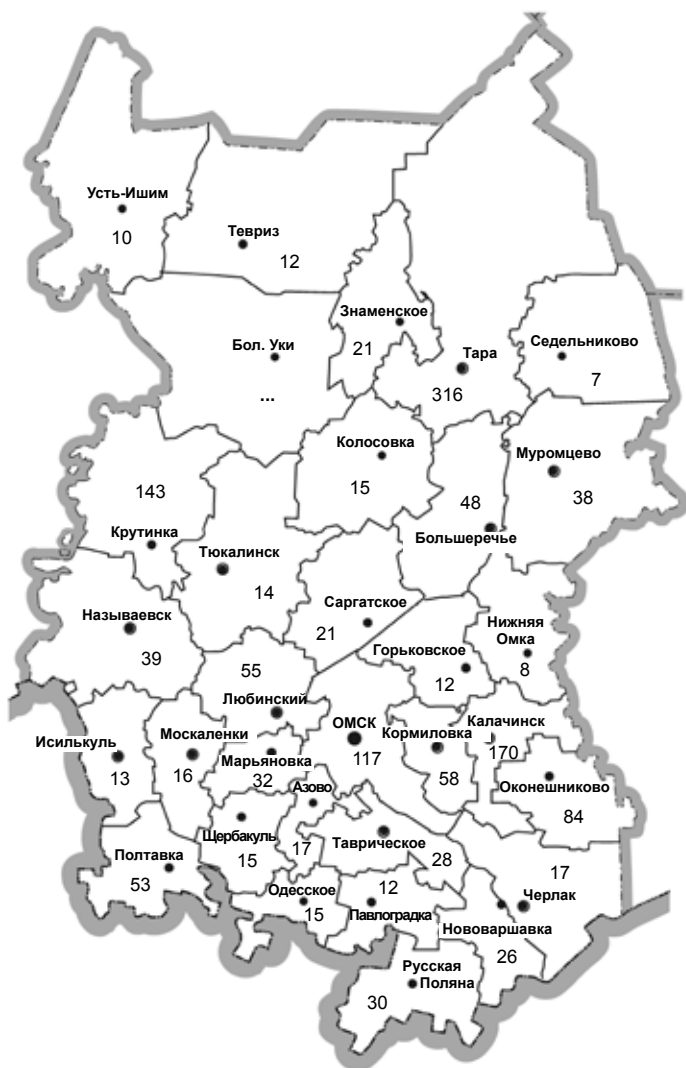 Усть-Ишим
10
Тевриз
12
Знаменское
21
Бол. Уки
...
Тара
316
Седельниково
7
Колосовка
15
Муромцево
38
143
Крутинка
48
Большеречье
Тюкалинск
14
Саргатское
21
Называевск
39
Нижняя
Омка
8
Горьковское
12
55
Любинский
Исилькуль
13
Москаленки
16
Марьяновка
32
ОМСК
117
Кормиловка
58
Калачинск
170
Оконешниково
84
Азово
17
Щербакуль
15
Таврическое
28
Полтавка
53
Одесское
15
12
Павлоградка
17
Черлак
Нововаршавка
26
Русская
Поляна
30